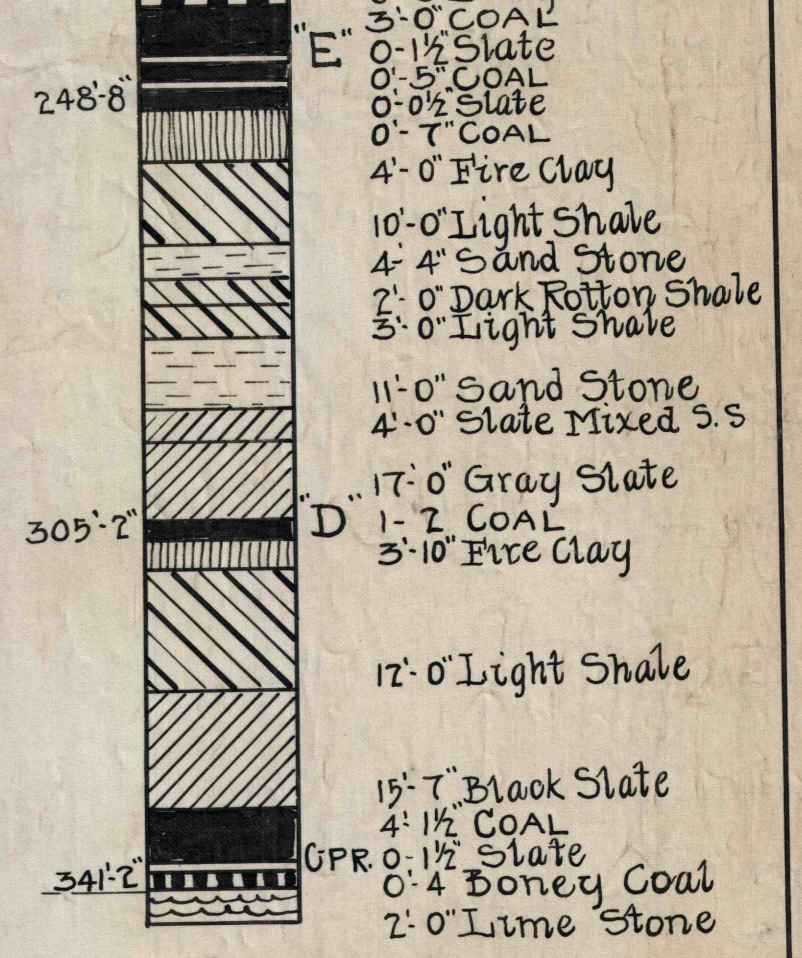 3'-0" COAL
"E"
0-1½" Slate
0'-5" COAL
248'-8"
0-0½" Slate
0'-7" COAL
4'-0" Fire Clay
10'-0" Light Shale
4-4" Sand Stone
2'-0" Dark Rotton Shale
3'-0" Light Shale
11'-0" Sand Stone
4'-0" Slate Mixed S.S
17'-0" Gray Slate
305'-2"
"D"
1-2 COAL
3'-10" Fire Clay
12'-0" Light Shale
15'-7" Black Slate
4'-1½" COAL
C-PR. 0-1½" Slate
341'-2"
0'-4 Boney Coal
2'-0" Lime Stone